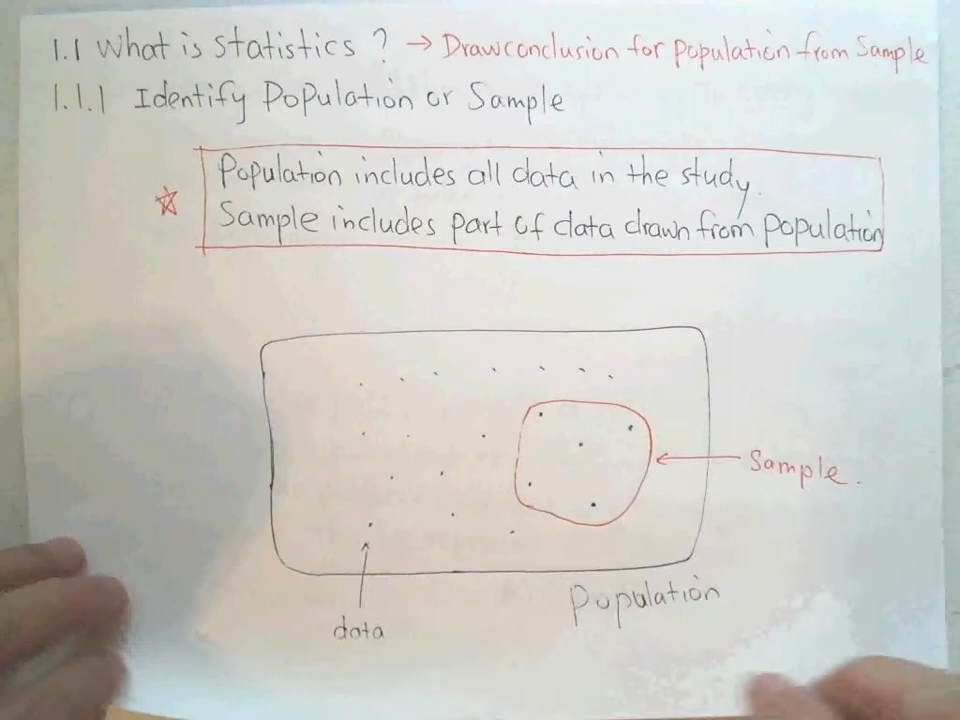 1.1 What is statistics ? → Draw conclusion for population from Sample
1.1.1 Identify Population or Sample
Population includes all data in the study.
Sample includes part of data drawn from population
Sample.
Population
data